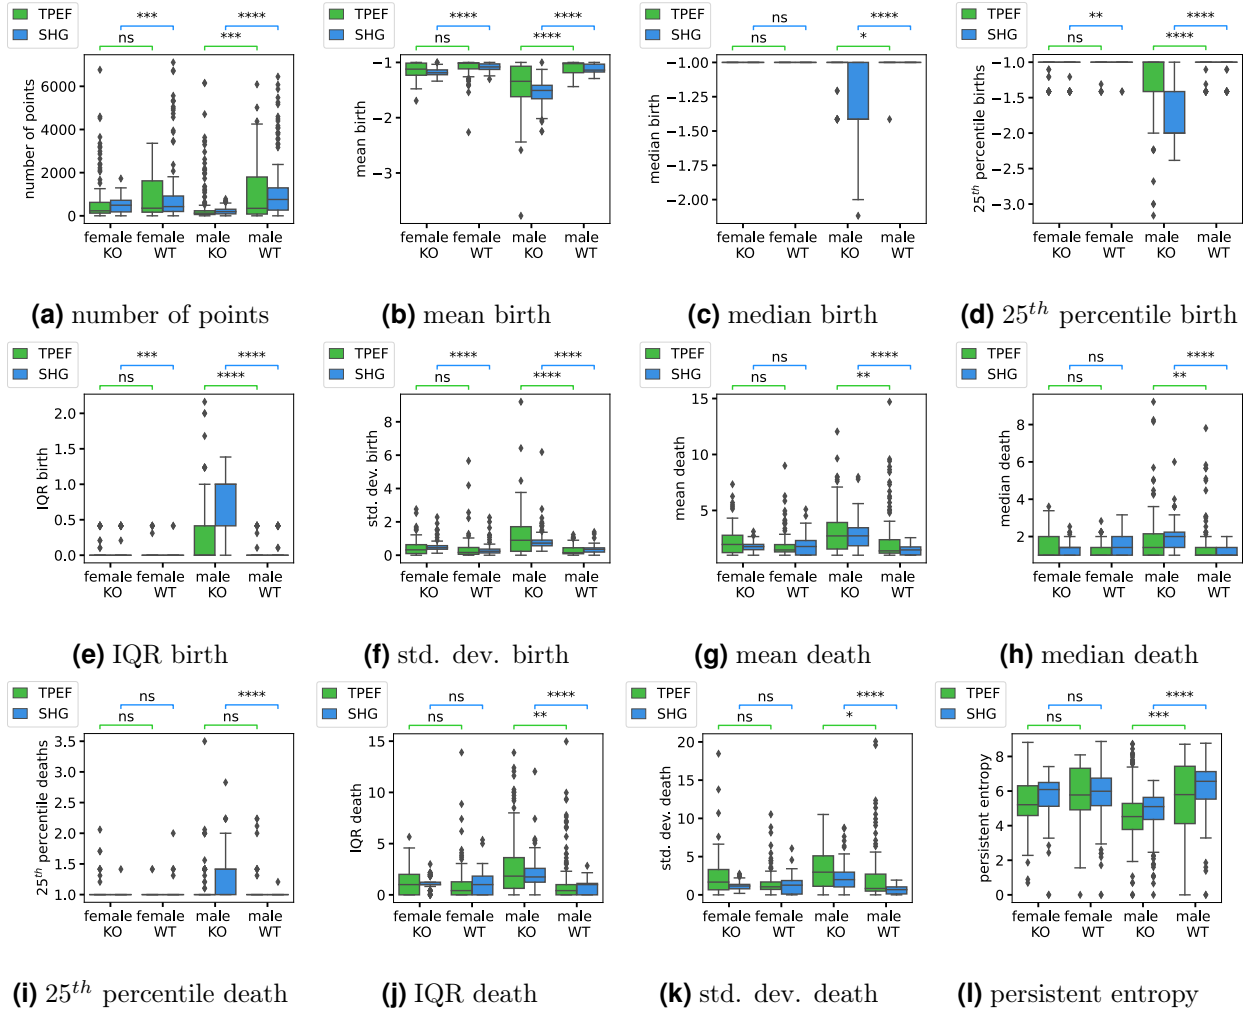 TPEF
SHG
***
****
ns
***
number of points
6000
4000
2000
0
female
KO
female
WT
male
KO
male
WT
(a) number of points
TPEF
SHG
****
****
ns
****
mean birth
−1
−2
−3
female
KO
female
WT
male
KO
male
WT
(b) mean birth
TPEF
SHG
ns
****
ns
*
median birth
−1.00
−1.25
−1.50
−1.75
−2.00
female
KO
female
WT
male
KO
male
WT
(c) median birth
TPEF
SHG
**
****
ns
****
25th percentile births
−1.0
−1.5
−2.0
−2.5
−3.0
female
KO
female
WT
male
KO
male
WT
(d) 25th percentile birth
TPEF
SHG
***
****
ns
****
IQR birth
2.0
1.5
1.0
0.5
0.0
female
KO
female
WT
male
KO
male
WT
(e) IQR birth
TPEF
SHG
****
****
ns
****
std. dev. birth
8
6
4
2
0
female
KO
female
WT
male
KO
male
WT
(f) std. dev. birth
TPEF
SHG
ns
****
ns
**
mean death
15
10
5
female
KO
female
WT
male
KO
male
WT
(g) mean death
TPEF
SHG
ns
****
ns
**
median death
8
6
4
2
female
KO
female
WT
male
KO
male
WT
(h) median death
TPEF
SHG
ns
****
ns
ns
25th percentile deaths
3.5
3.0
2.5
2.0
1.5
1.0
female
KO
female
WT
male
KO
male
WT
(i) 25th percentile death
TPEF
SHG
ns
****
ns
**
IQR death
15
10
5
0
female
KO
female
WT
male
KO
male
WT
(j) IQR death
TPEF
SHG
ns
****
ns
*
std. dev. death
20
15
10
5
0
female
KO
female
WT
male
KO
male
WT
(k) std. dev. death
TPEF
SHG
ns
****
ns
***
persistent entropy
8
6
4
2
0
female
KO
female
WT
male
KO
male
WT
(l) persistent entropy